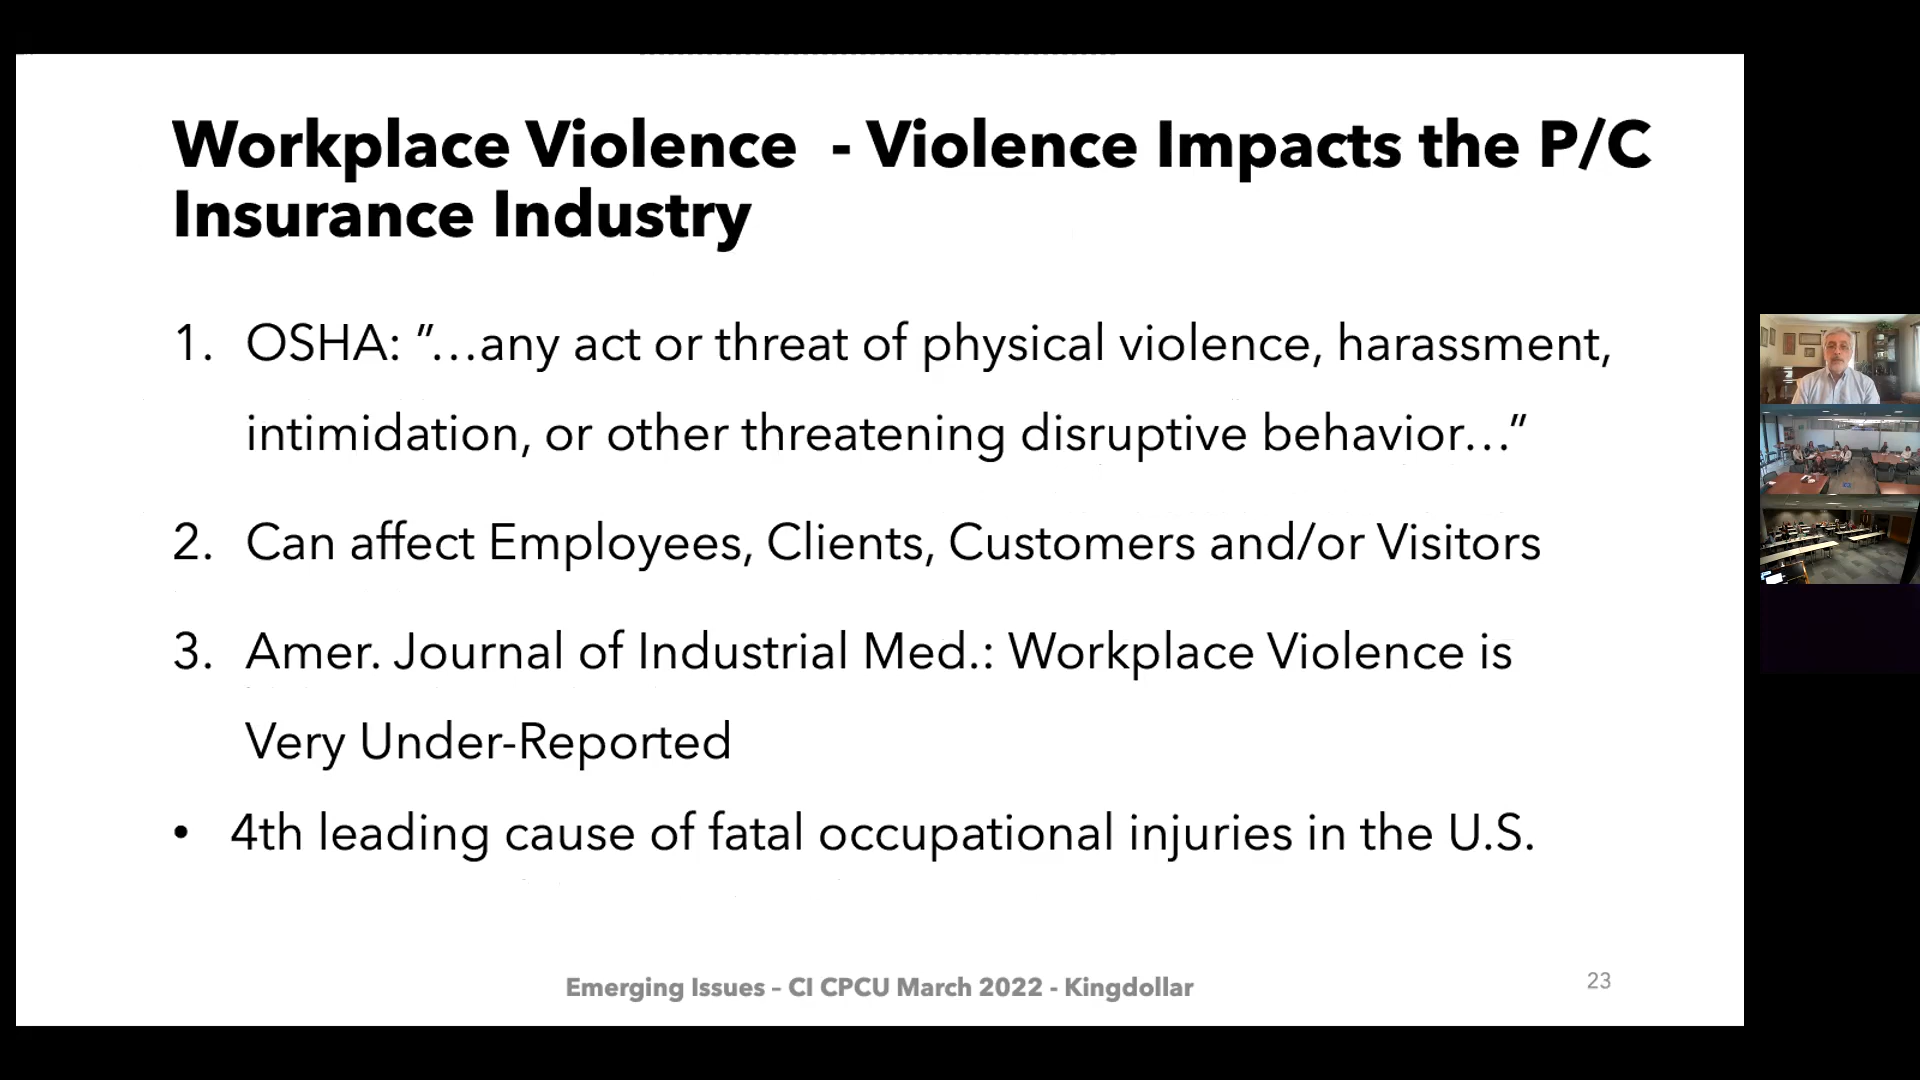 Workplace Violence  - Violence Impacts the P/C
Insurance Industry
1. OSHA: ”…any act or threat of physical violence, harassment,
intimidation, or other threatening disruptive behavior…”
2. Can affect Employees, Clients, Customers and/or Visitors
3. Amer. Journal of Industrial Med.: Workplace Violence is
Very Under-Reported
• 4th leading cause of fatal occupational injuries in the U.S.
Emerging Issues – CI CPCU March 2022 - Kingdollar
23